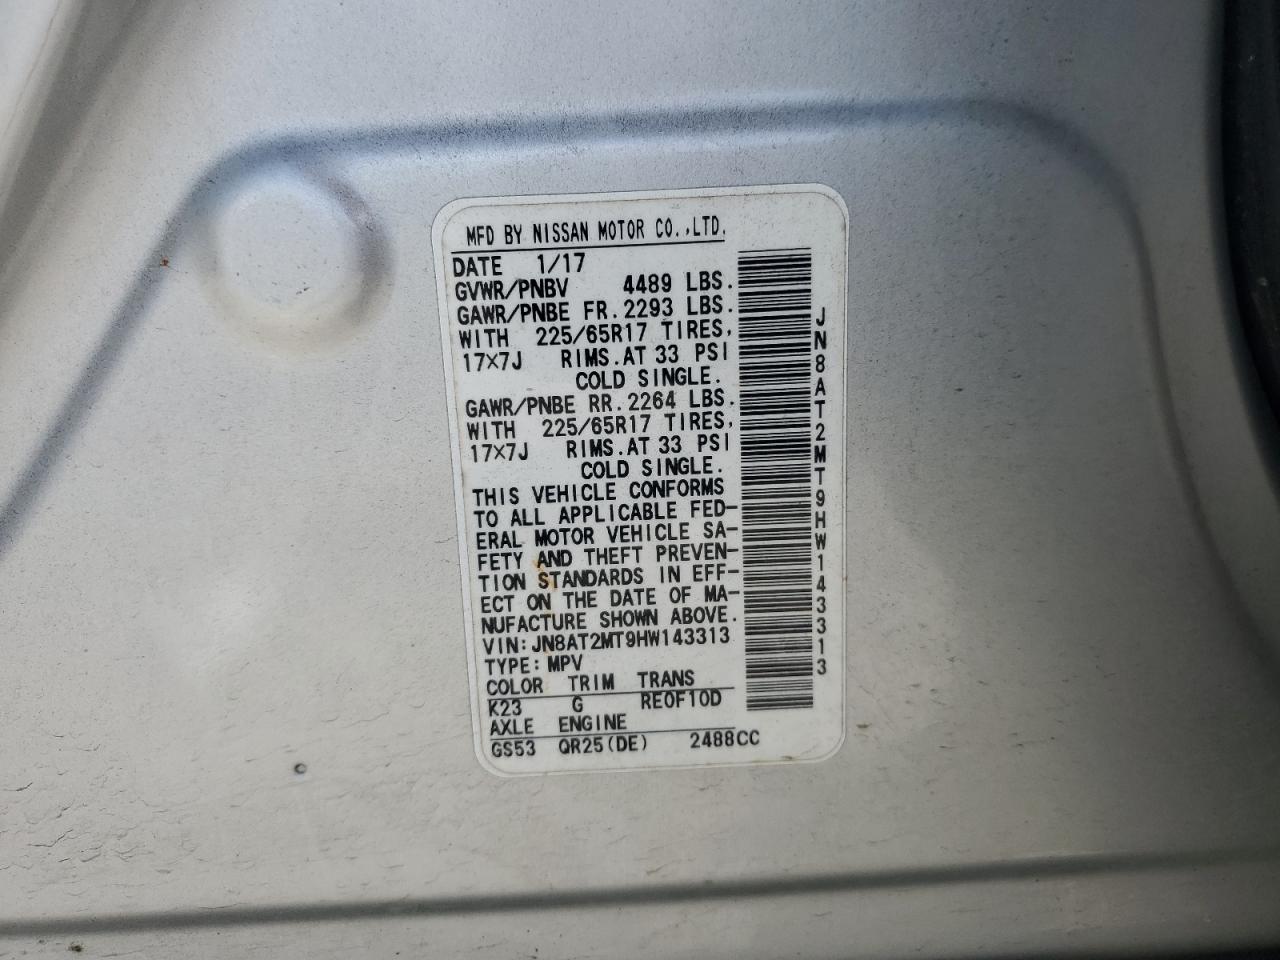 MFD BY NISSAN MOTOR CO.,LTD.
DATE 1/17
GVWR/PNBV 4489 LBS.
GAWR/PNBE FR.2293 LBS.
WITH 225/65R17 TIRES,
17×7J RIMS.AT 33 PSI
COLD SINGLE.
GAWR/PNBE RR.2264 LBS.
WITH 225/65R17 TIRES,
17×7J RIMS.AT 33 PSI
COLD SINGLE.
THIS VEHICLE CONFORMS
TO ALL APPLICABLE FED-
ERAL MOTOR VEHICLE SA-
FETY AND THEFT PREVEN-
TION STANDARDS IN EFF-
ECT ON THE DATE OF MA-
NUFACTURE SHOWN ABOVE.
VIN:JN8AT2MT9HW143313
TYPE:MPV
COLOR TRIM TRANS
K23 G RE0F10D
AXLE ENGINE
GS53 QR25(DE) 2488CC
JN8AT2MT9HW143313